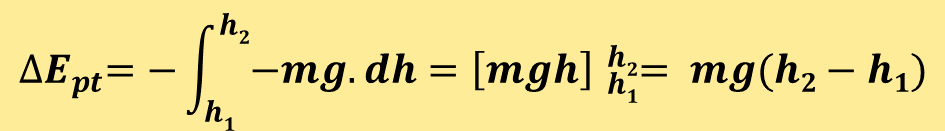 ΔE_pt = − ∫_{h_1}^{h_2} −mg. dh = [mgh] _{h_1}^{h_2} = mg(h_2 − h_1)